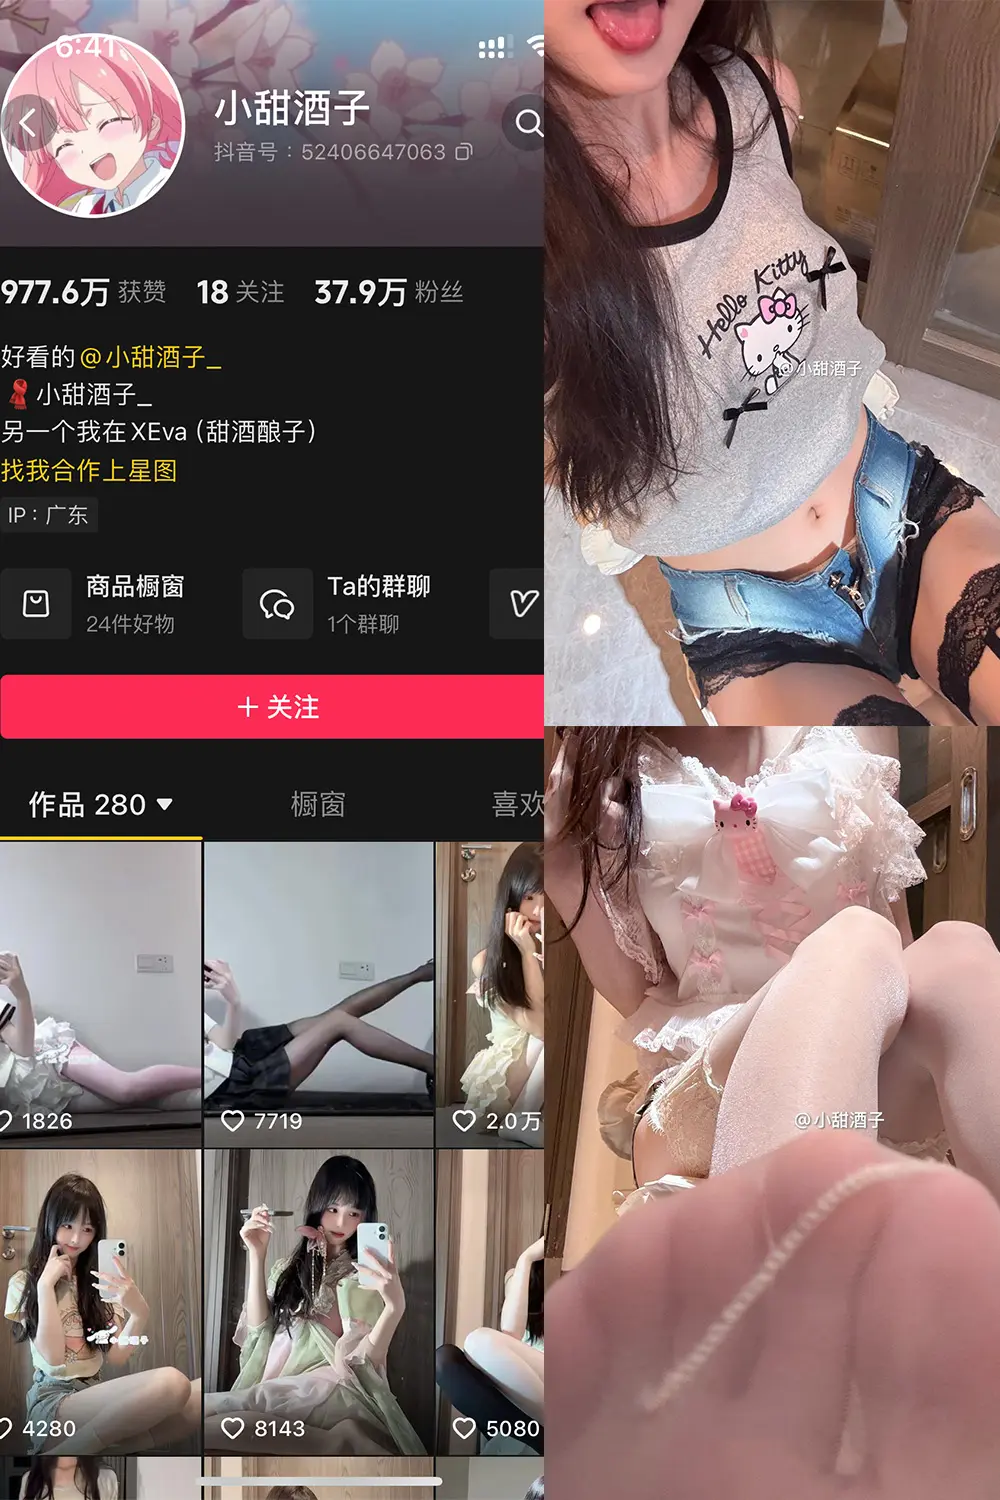 6:41
小甜酒子
抖音号：52406647063
977.6万 获赞 18 关注 37.9万 粉丝
好看的 @小甜酒子_
小甜酒子_
另一个我在XEva（甜酒酿子）
找我合作上星图
IP：广东
商品橱窗
24件好物
Ta的群聊
1个群聊
+ 关注
作品 280
橱窗
喜欢
1826
7719
2.0万
4280
8143
5080
Hello Kitty
@小甜酒子
@小甜酒子